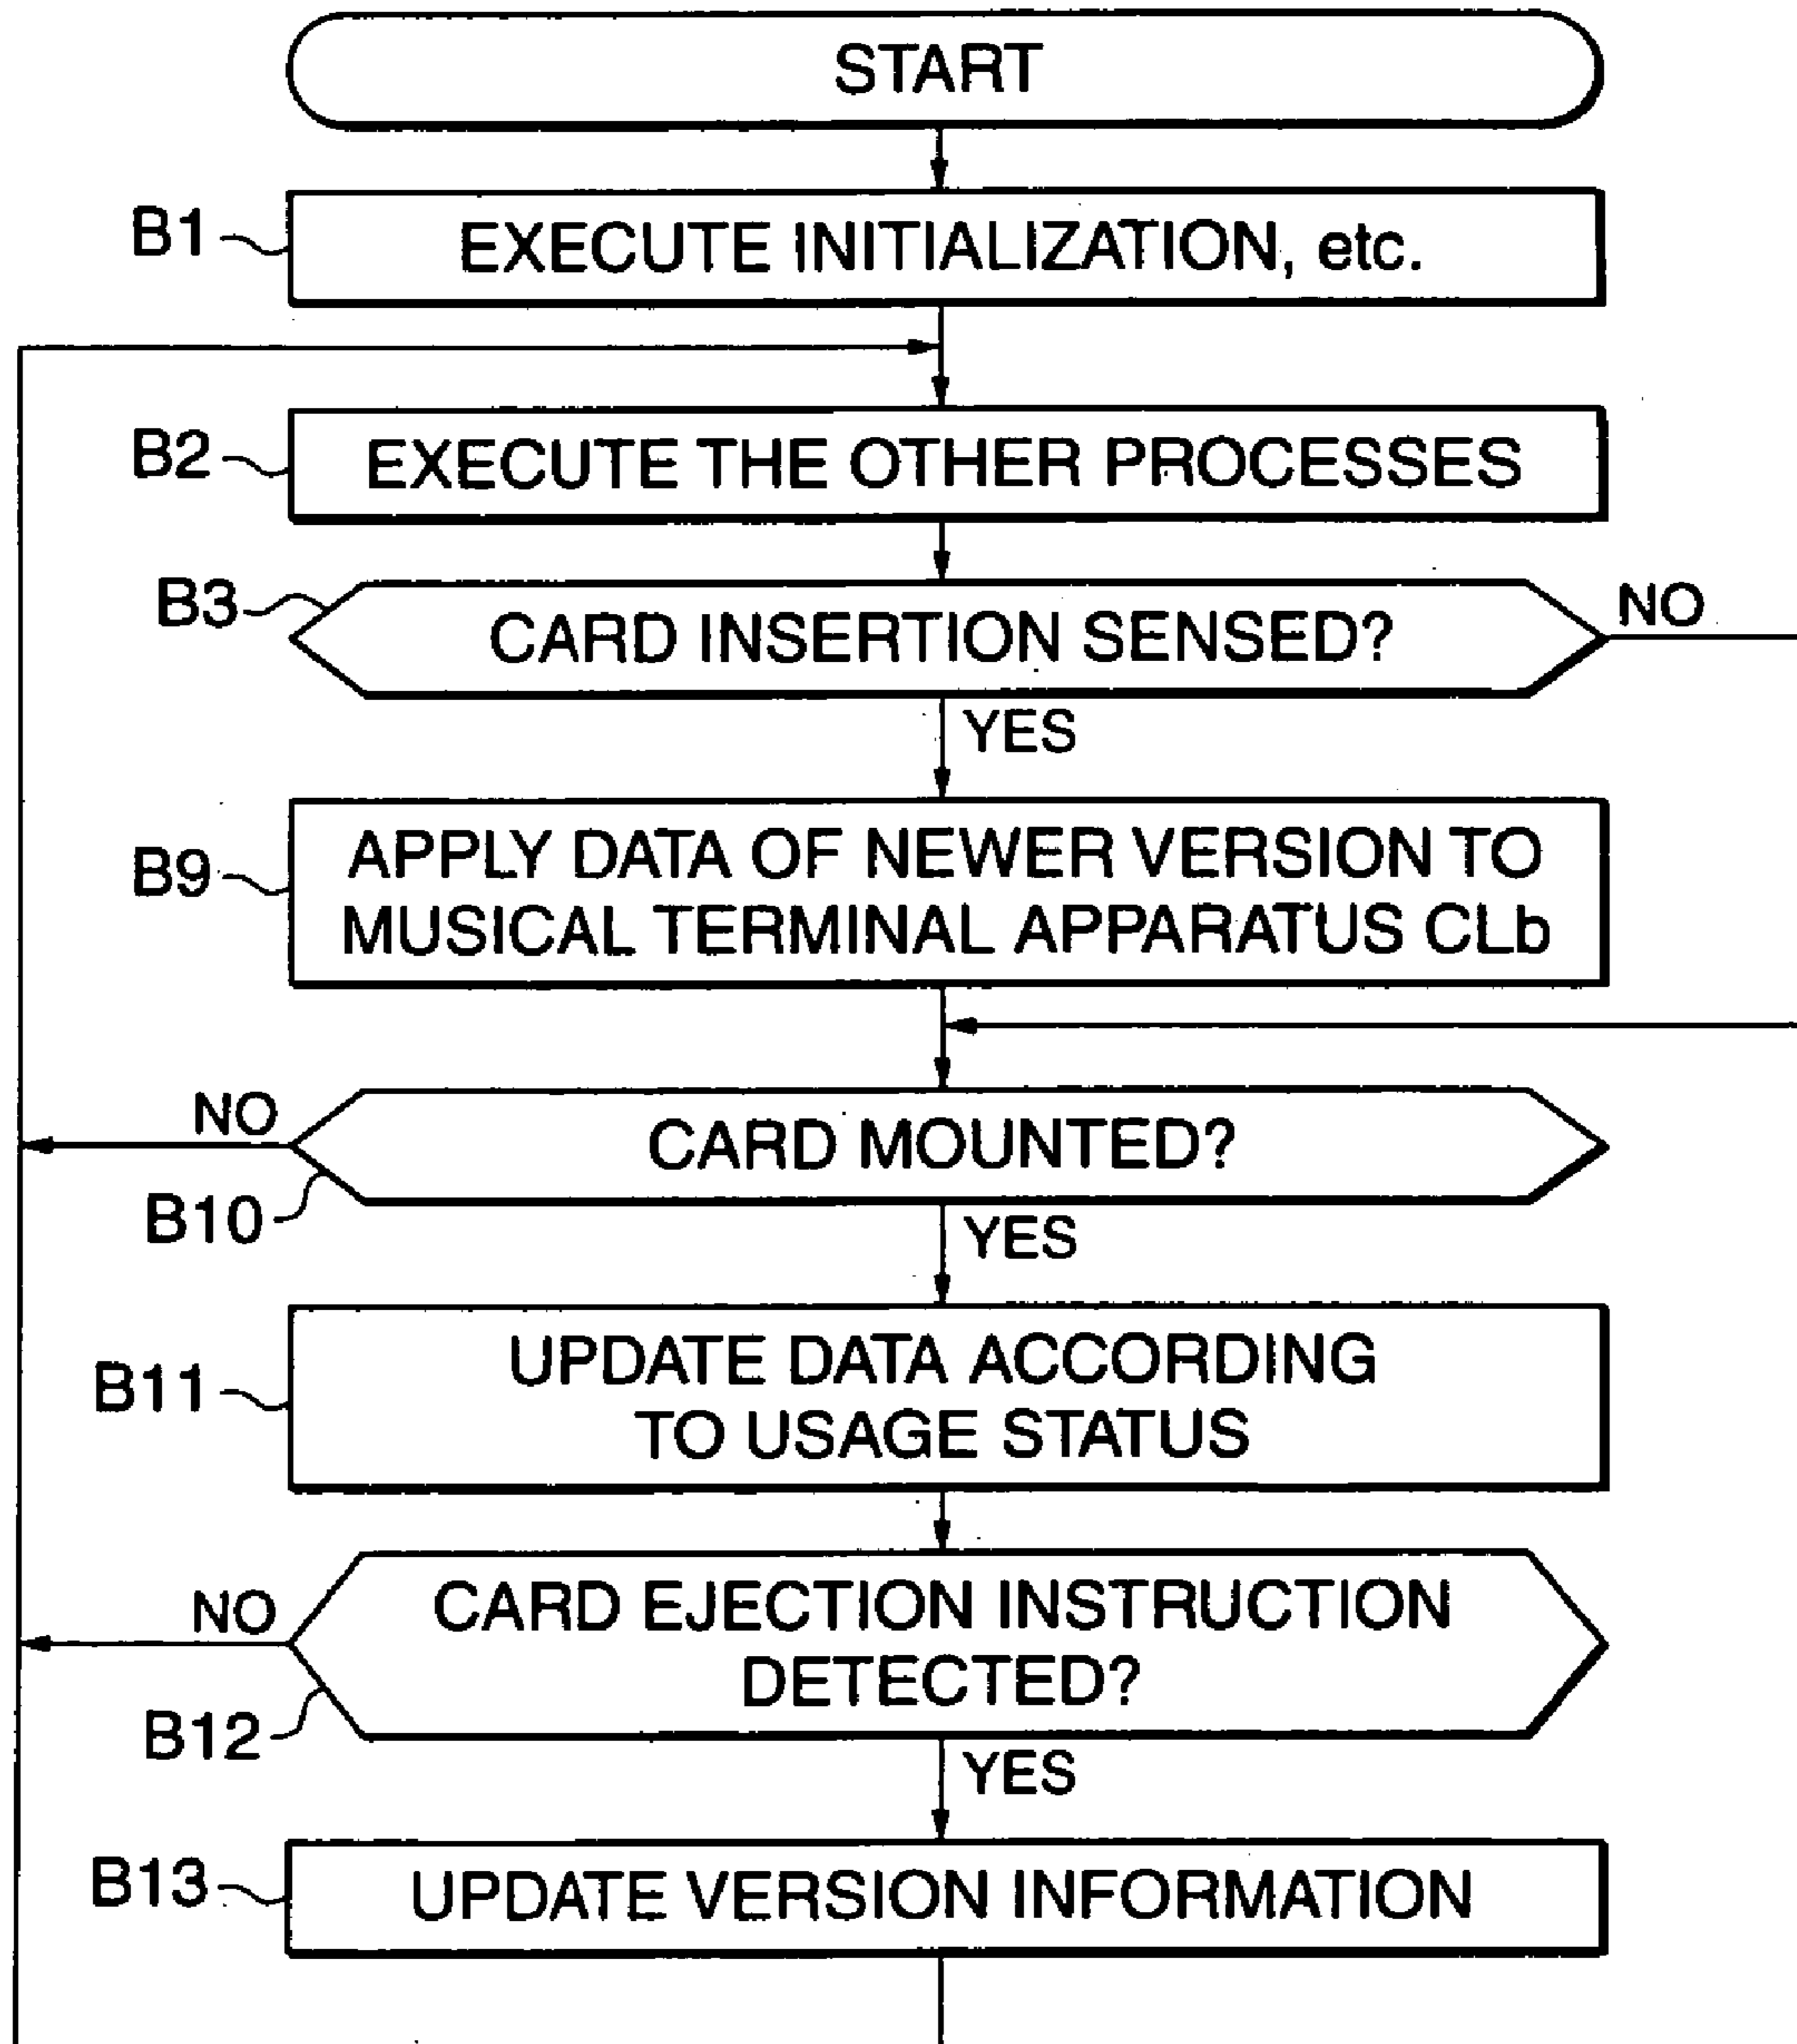 START
B1
EXECUTE INITIALIZATION, etc.
B2
EXECUTE THE OTHER PROCESSES
B3
CARD INSERTION SENSED?
NO
YES
B9
APPLY DATA OF NEWER VERSION TO
MUSICAL TERMINAL APPARATUS CLb
NO
CARD MOUNTED?
B10
YES
B11
UPDATE DATA ACCORDING
TO USAGE STATUS
NO
CARD EJECTION INSTRUCTION
DETECTED?
B12
YES
B13
UPDATE VERSION INFORMATION